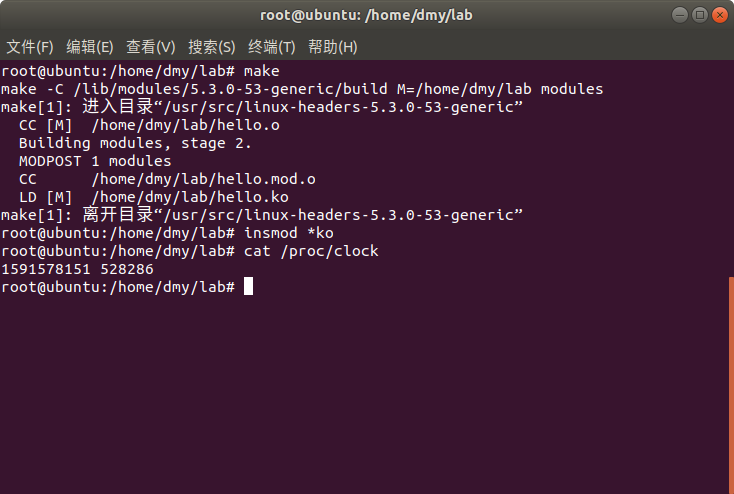 root@ubuntu: /home/dmy/lab
文件(F) 编辑(E) 查看(V) 搜索(S) 终端(T) 帮助(H)
root@ubuntu:/home/dmy/lab# make
make -C /lib/modules/5.3.0-53-generic/build M=/home/dmy/lab modules
make[1]: 进入目录“/usr/src/linux-headers-5.3.0-53-generic”
  CC [M]  /home/dmy/lab/hello.o
  Building modules, stage 2.
  MODPOST 1 modules
  CC      /home/dmy/lab/hello.mod.o
  LD [M]  /home/dmy/lab/hello.ko
make[1]: 离开目录“/usr/src/linux-headers-5.3.0-53-generic”
root@ubuntu:/home/dmy/lab# insmod *ko
root@ubuntu:/home/dmy/lab# cat /proc/clock
1591578151 528286
root@ubuntu:/home/dmy/lab#